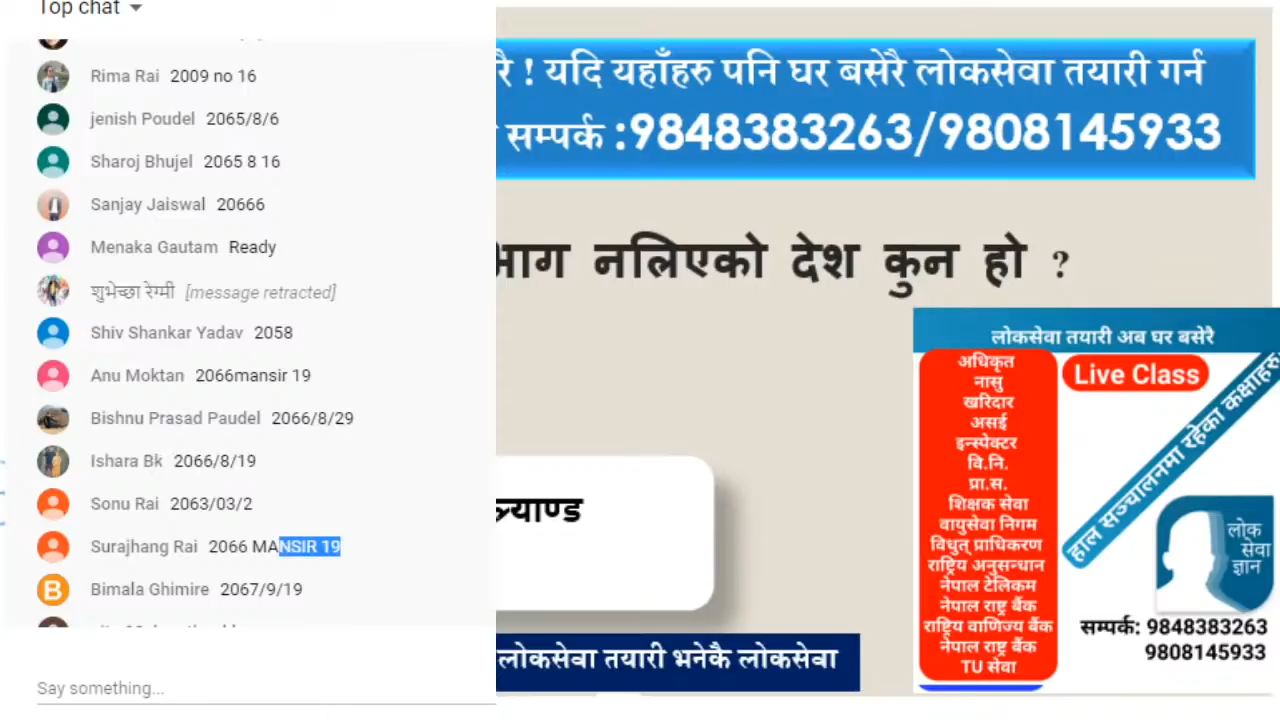 Top chat
Rima Rai 2009 no 16
jenish Poudel 2065/8/6
Sharoj Bhujel 2065 8 16
Sanjay Jaiswal 20666
Menaka Gautam Ready
शुभेच्छा रेग्मी [message retracted]
Shiv Shankar Yadav 2058
Anu Moktan 2066mansir 19
Bishnu Prasad Paudel 2066/8/29
Ishara Bk 2066/8/19
Sonu Rai 2063/03/2
Surajhang Rai 2066 MANSIR 19
Bimala Ghimire 2067/9/19
Say something...
रै ! यदि यहाँहरु पनि घर बसेरै लोकसेवा तयारी गर्न
सम्पर्क :9848383263/9808145933
भाग नलिएको देश कुन हो ?
लोकसेवा तयारी अब घर बसेरै
अधिकृत
नासु
खरिदार
असई
इन्स्पेक्टर
वि.नि.
प्रा.स.
शिक्षक सेवा
वायुसेवा निगम
विधुत् प्राधिकरण
राष्ट्रिय अनुसन्धान
नेपाल टेलिकम
नेपाल राष्ट्र बैंक
राष्ट्रिय वाणिज्य बैंक
नेपाल राष्ट्र बैंक
TU सेवा
Live Class
हाल सञ्चालनमा रहेका कक्षाहरु
लोक
सेवा
ज्ञान
सम्पर्क: 9848383263
9808145933
लोकसेवा तयारी भनेकै लोकसेवा